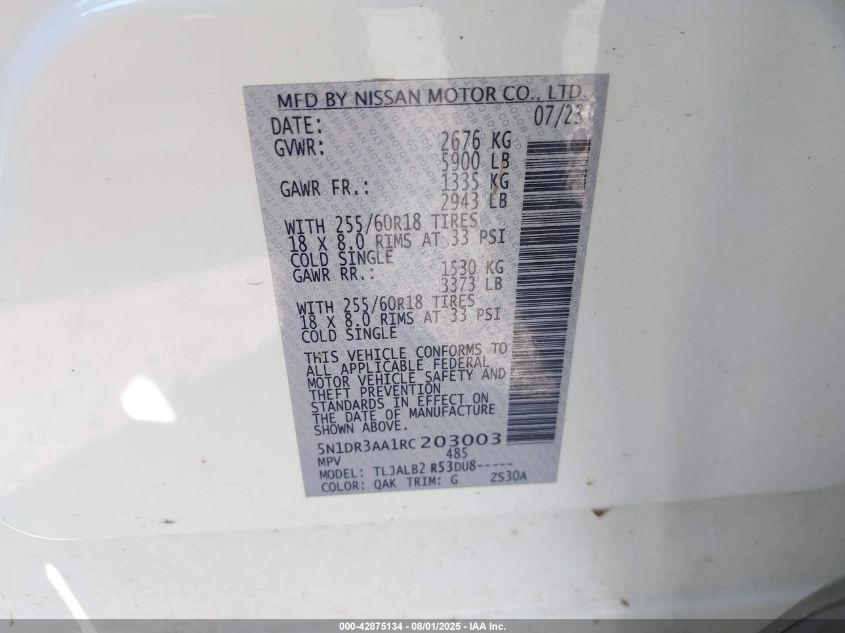 MFD BY NISSAN MOTOR CO., LTD.
DATE: 07/23
GVWR: 2676 KG
5900 LB
GAWR FR.: 1335 KG
2943 LB
WITH 255/60R18 TIRES
18 X 8.0 RIMS AT 33 PSI
COLD SINGLE
GAWR RR.: 1530 KG
3373 LB
WITH 255/60R18 TIRES
18 X 8.0 RIMS AT 33 PSI
COLD SINGLE
THIS VEHICLE CONFORMS TO
ALL APPLICABLE FEDERAL
MOTOR VEHICLE SAFETY AND
THEFT PREVENTION
STANDARDS IN EFFECT ON
THE DATE OF MANUFACTURE
SHOWN ABOVE.
5N1DR3AA1RC203003
MPV 485
MODEL: TLJALB2 R53DU8-----
COLOR: QAK TRIM: G ZS30A
000-42875134 - 08/01/2025 - IAA Inc.